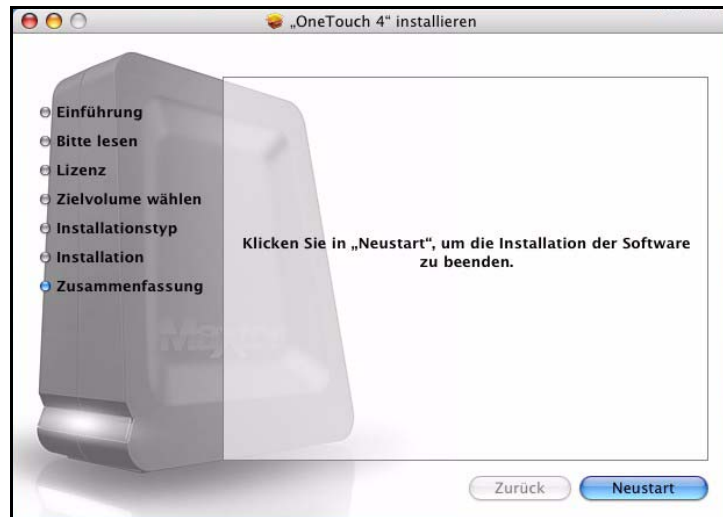 „OneTouch 4“ installieren
Einführung
Bitte lesen
Lizenz
Zielvolume wählen
Installationstyp
Installation
Zusammenfassung
Klicken Sie in „Neustart“, um die Installation der Software
zu beenden.
Maxtor
Zurück
Neustart